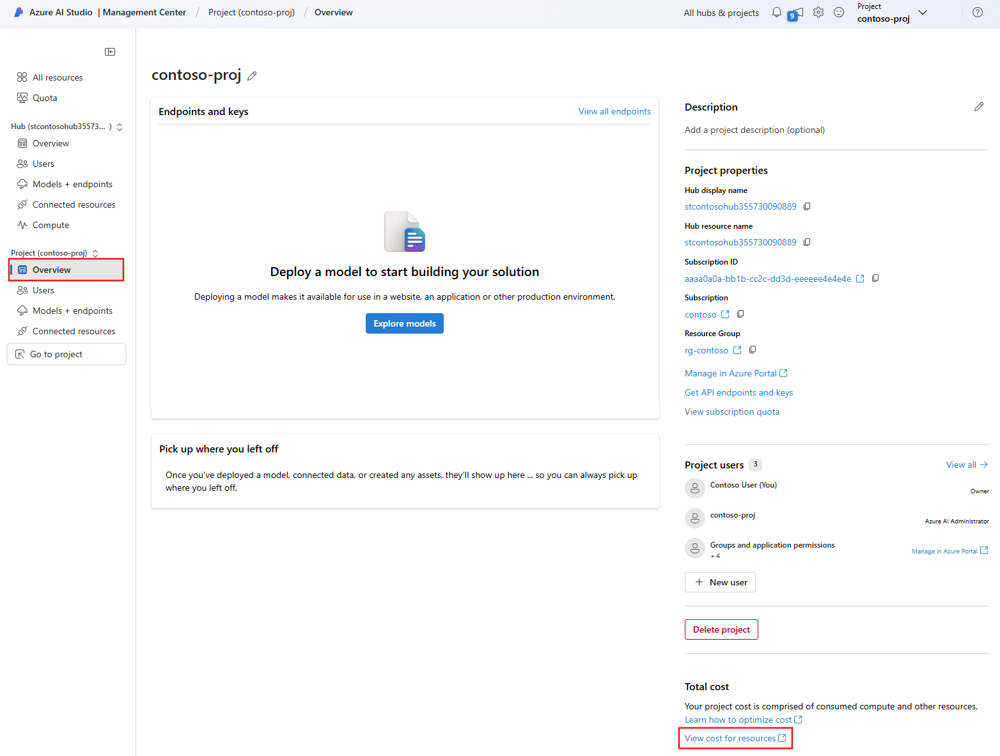 Azure AI Studio | Management Center / Project (contoso-proj) / Overview
All hubs & projects
9
Project
contoso-proj
All resources
Quota
Hub (stcontosohub35573... )
Overview
Users
Models + endpoints
Connected resources
Compute
Project (contoso-proj)
Overview
Users
Models + endpoints
Connected resources
Go to project
contoso-proj
Endpoints and keys
View all endpoints
Deploy a model to start building your solution
Deploying a model makes it available for use in a website, an application or other production environment.
Explore models
Pick up where you left off
Once you've deployed a model, connected data, or created any assets, they'll show up here ... so you can always pick up
where you left off.
Description
Add a project description (optional)
Project properties
Hub display name
stcontosohub355730090889
Hub resource name
stcontosohub355730090889
Subscription ID
aaaa0a0a-bb1b-cc2c-dd3d-eeeeee4e4e4e
Subscription
contoso
Resource Group
rg-contoso
Manage in Azure Portal
Get API endpoints and keys
View subscription quota
Project users 3
View all
Contoso User (You)
Owner
contoso-proj
Azure AI Administrator
Groups and application permissions
+ 4
Manage in Azure Portal
New user
Delete project
Total cost
Your project cost is comprised of consumed compute and other resources.
Learn how to optimize cost
View cost for resources